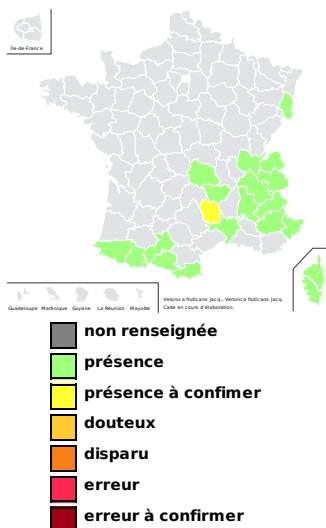 Île-de-France
Guadeloupe Martinique Guyane La Réunion Mayotte
Veronica fruticans Jacq., Veronica fruticans Jacq.
Carte en cours d'élaboration.
non renseignée
présence
présence à confimer
douteux
disparu
erreur
erreur à confirmer